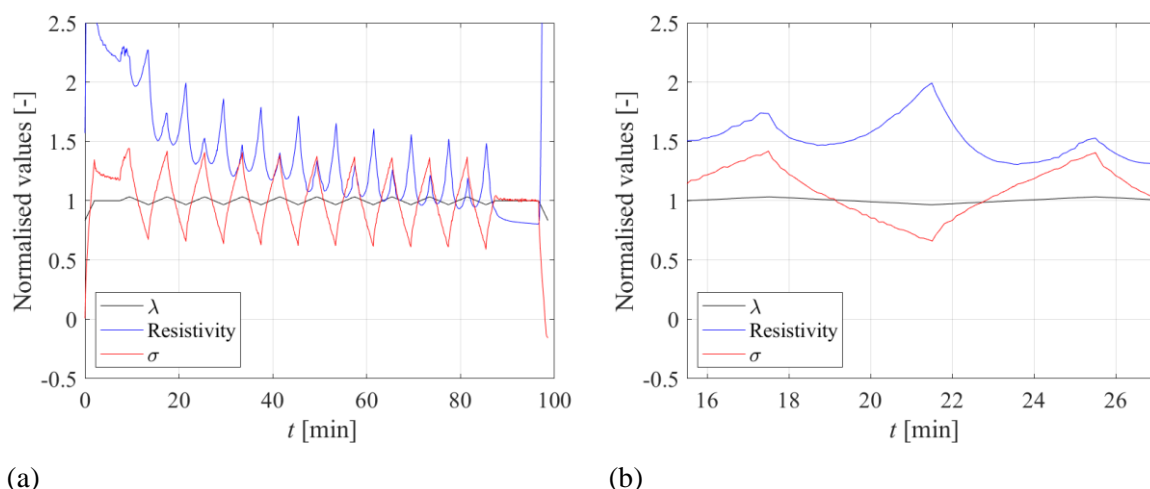 2.5
2
1.5
1
0.5
0
-0.5
Normalised values [-]
λ
Resistivity
σ
0 20 40 60 80 100
t [min]
(a)
2.5
2
1.5
1
0.5
0
-0.5
Normalised values [-]
λ
Resistivity
σ
16 18 20 22 24 26
t [min]
(b)